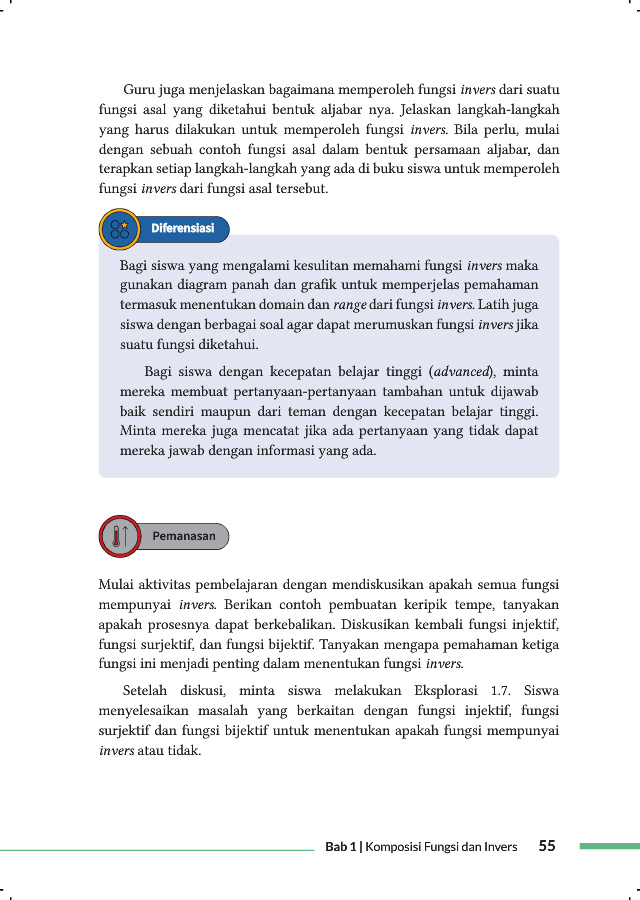 Guru juga menjelaskan bagaimana memperoleh fungsi invers dari suatu
fungsi asal yang diketahui bentuk aljabar nya. Jelaskan langkah-langkah
yang harus dilakukan untuk memperoleh fungsi invers. Bila perlu, mulai
dengan sebuah contoh fungsi asal dalam bentuk persamaan aljabar, dan
terapkan setiap langkah-langkah yang ada di buku siswa untuk memperoleh
fungsi invers dari fungsi asal tersebut.
Diferensiasi
Bagi siswa yang mengalami kesulitan memahami fungsi invers maka
gunakan diagram panah dan grafik untuk memperjelas pemahaman
termasuk menentukan domain dan range dari fungsi invers. Latih juga
siswa dengan berbagai soal agar dapat merumuskan fungsi invers jika
suatu fungsi diketahui.
Bagi siswa dengan kecepatan belajar tinggi (advanced), minta
mereka membuat pertanyaan-pertanyaan tambahan untuk dijawab
baik sendiri maupun dari teman dengan kecepatan belajar tinggi.
Minta mereka juga mencatat jika ada pertanyaan yang tidak dapat
mereka jawab dengan informasi yang ada.
Pemanasan
Mulai aktivitas pembelajaran dengan mendiskusikan apakah semua fungsi
mempunyai invers. Berikan contoh pembuatan keripik tempe, tanyakan
apakah prosesnya dapat berkebalikan. Diskusikan kembali fungsi injektif,
fungsi surjektif, dan fungsi bijektif. Tanyakan mengapa pemahaman ketiga
fungsi ini menjadi penting dalam menentukan fungsi invers.
Setelah diskusi, minta siswa melakukan Eksplorasi 1.7. Siswa
menyelesaikan masalah yang berkaitan dengan fungsi injektif, fungsi
surjektif dan fungsi bijektif untuk menentukan apakah fungsi mempunyai
invers atau tidak.
Bab 1 | Komposisi Fungsi dan Invers 55